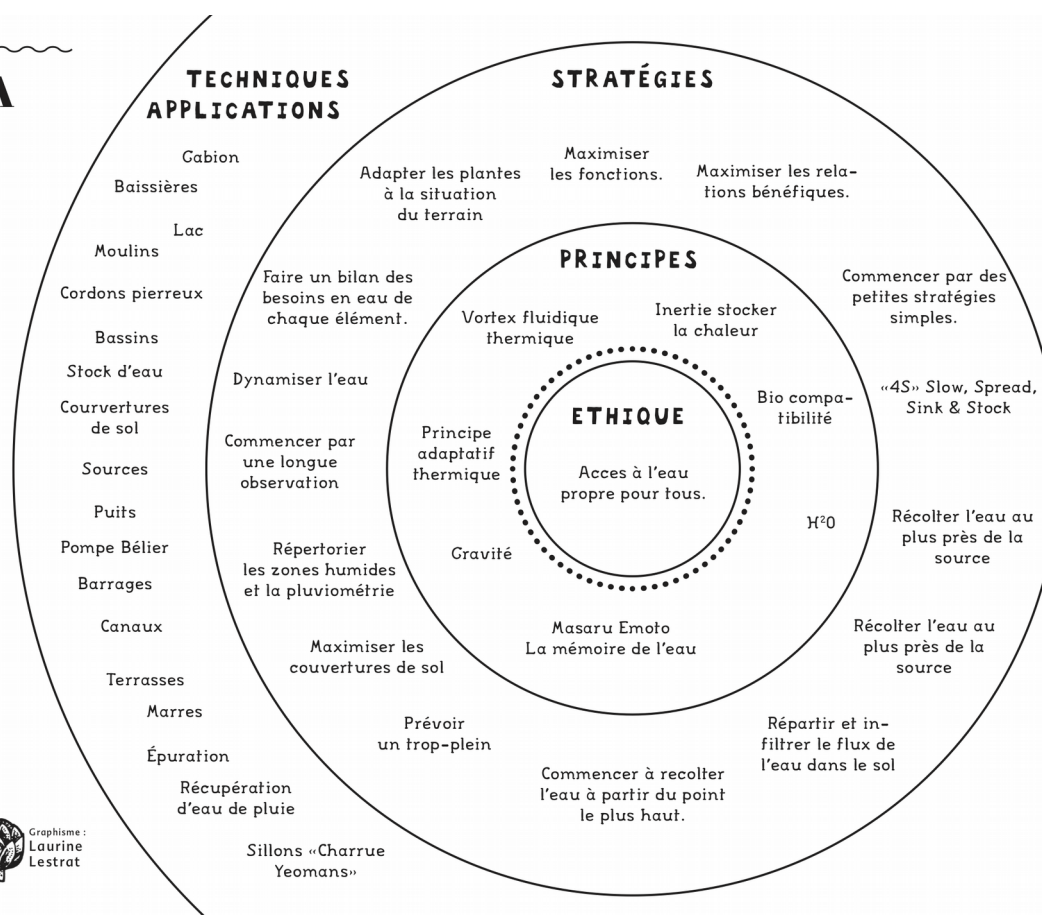 A
TECHNIQUES
APPLICATIONS
Gabion
Baissières
Lac
Moulins
Cordons pierreux
Bassins
Stock d'eau
Courvertures
de sol
Sources
Puits
Pompe Bélier
Barrages
Canaux
Terrasses
Marres
Épuration
Récupération
d'eau de pluie
Sillons «Charrue
Yeomans»
STRATÉGIES
Maximiser
les fonctions.
Adapter les plantes
à la situation
du terrain
Maximiser les rela-
tions bénéfiques.
Faire un bilan des
besoins en eau de
chaque élément.
Commencer par des
petites stratégies
simples.
Dynamiser l'eau
«4S» Slow, Spread,
Sink & Stock
Commencer par
une longue
observation
Récolter l'eau au
plus près de la
source
Répertorier
les zones humides
et la pluviométrie
Récolter l'eau au
plus près de la
source
Maximiser les
couvertures de sol
Prévoir
un trop-plein
Répartir et in-
filtrer le flux de
l'eau dans le sol
Commencer à recolter
l'eau à partir du point
le plus haut.
PRINCIPES
Vortex fluidique
thermique
Inertie stocker
la chaleur
Bio compa-
tibilité
Principe
adaptatif
thermique
H²O
Gravité
Masaru Emoto
La mémoire de l'eau
ETHIQUE
Acces à l'eau
propre pour tous.
Graphisme :
Laurine
Lestrat